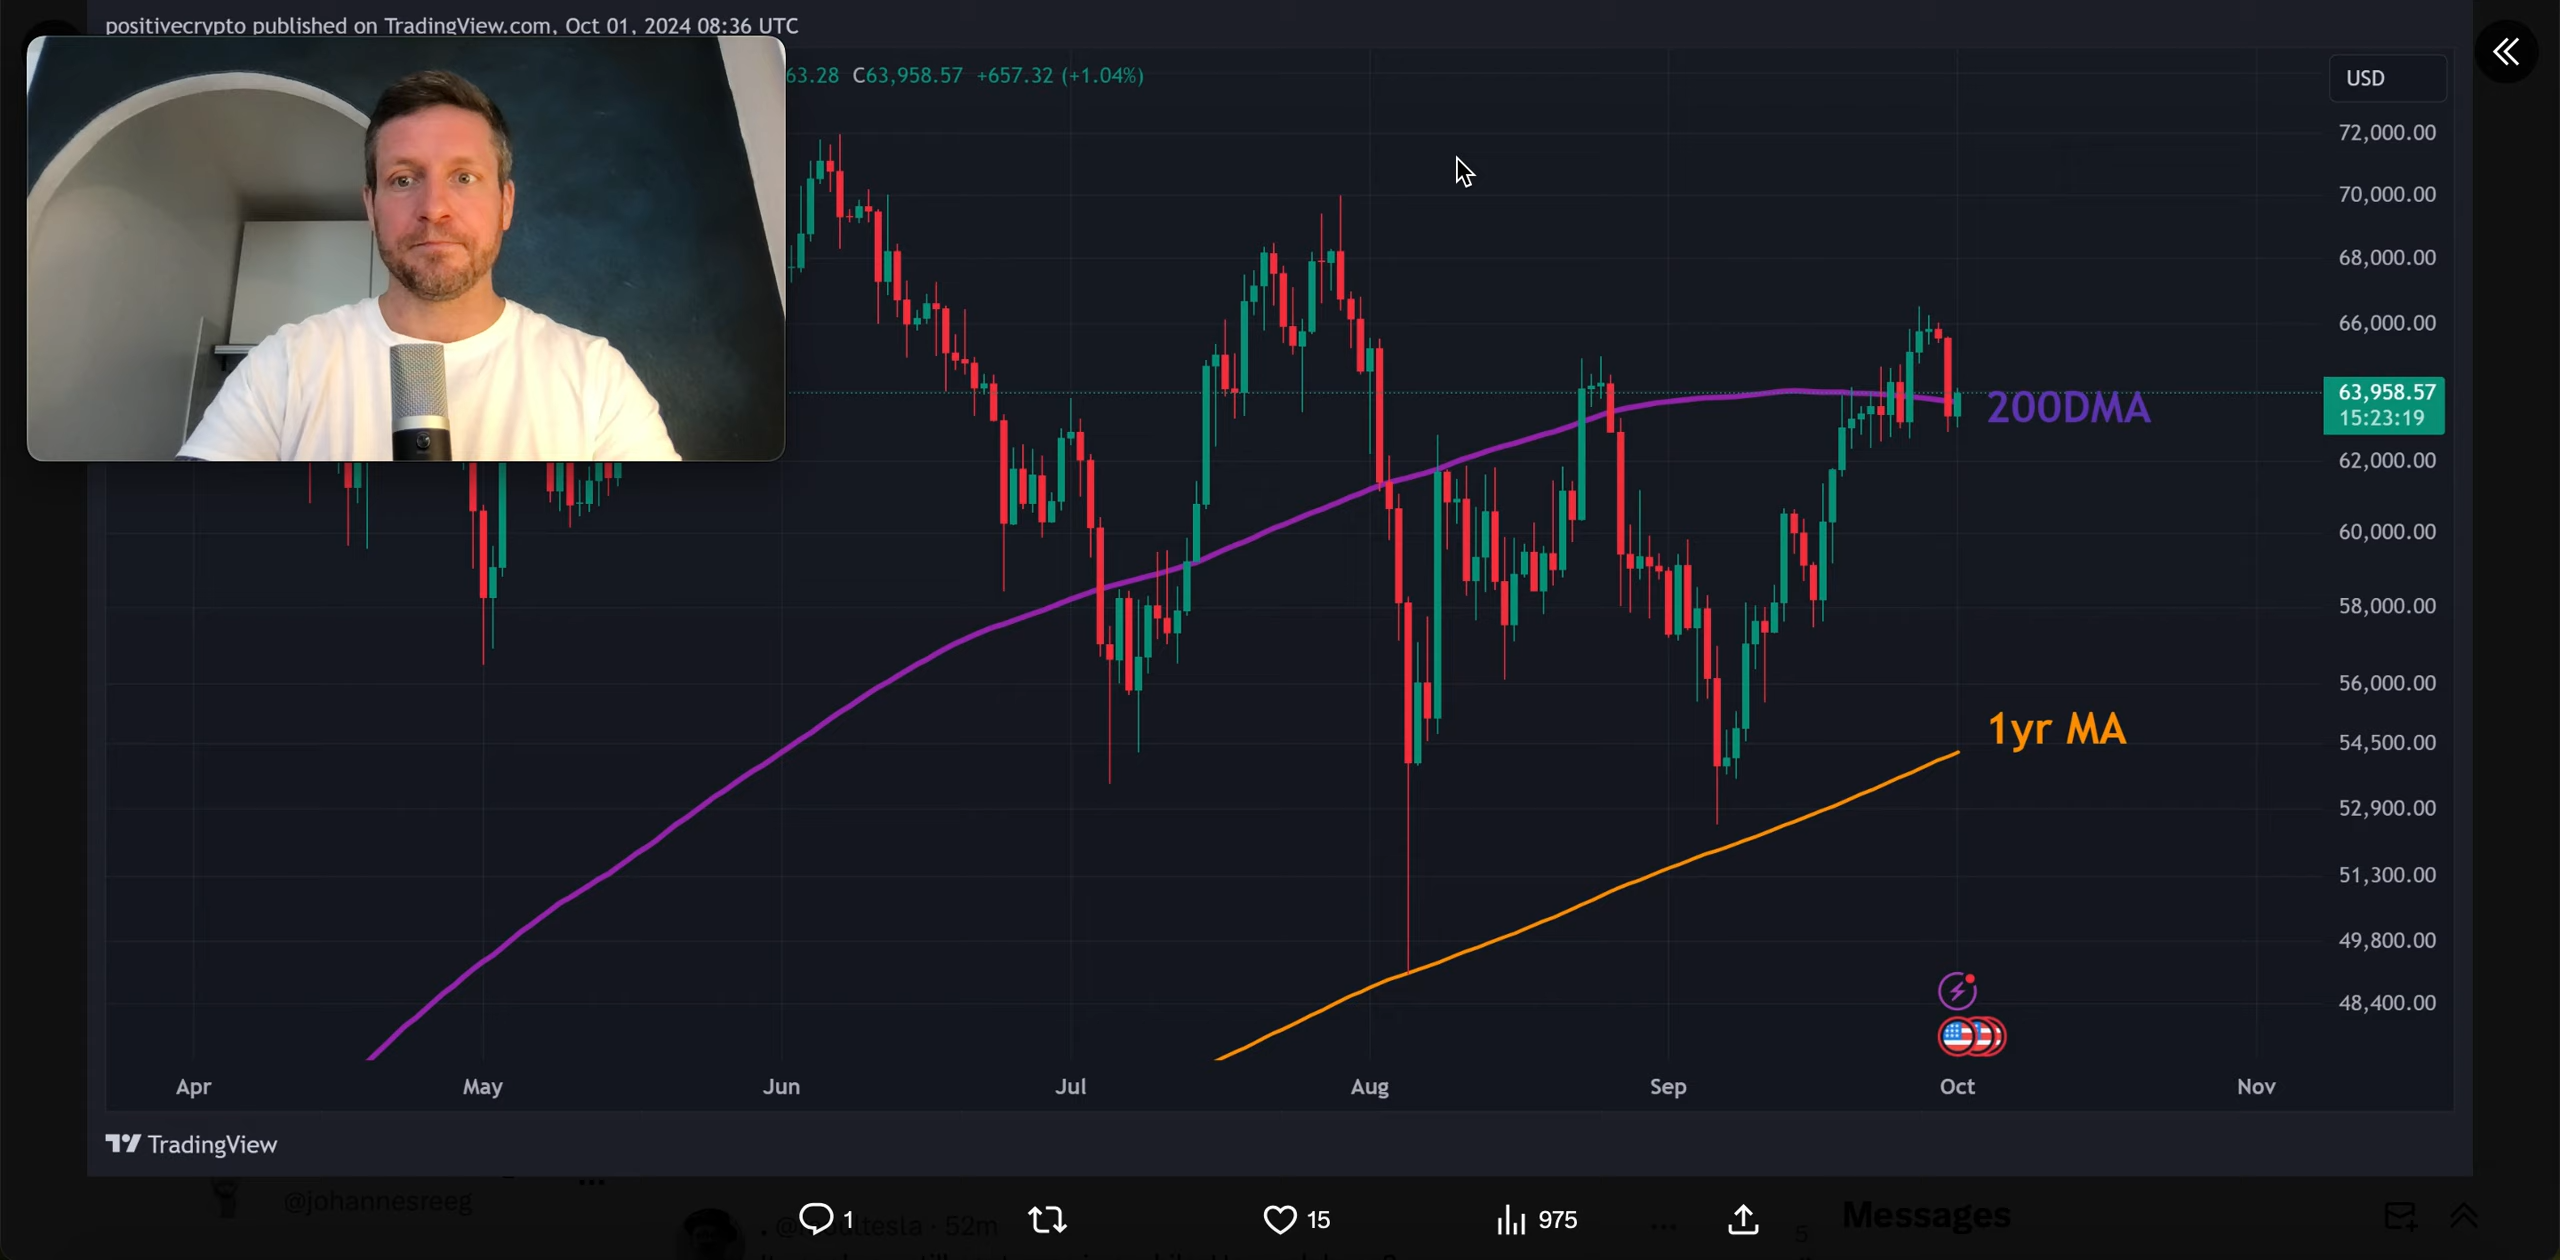 positivecrypto published on TradingView.com, Oct 01, 2024 08:36 UTC
63.28 C63,958.57 +657.32 (+1.04%)
USD
72,000.00
70,000.00
68,000.00
66,000.00
63,958.57
15:23:19
62,000.00
60,000.00
58,000.00
56,000.00
54,500.00
52,900.00
51,300.00
49,800.00
48,400.00
200DMA
1yr MA
Apr May Jun Jul Aug Sep Oct Nov
TradingView
@johannesreeg
1 15 975
52m
5
Messages